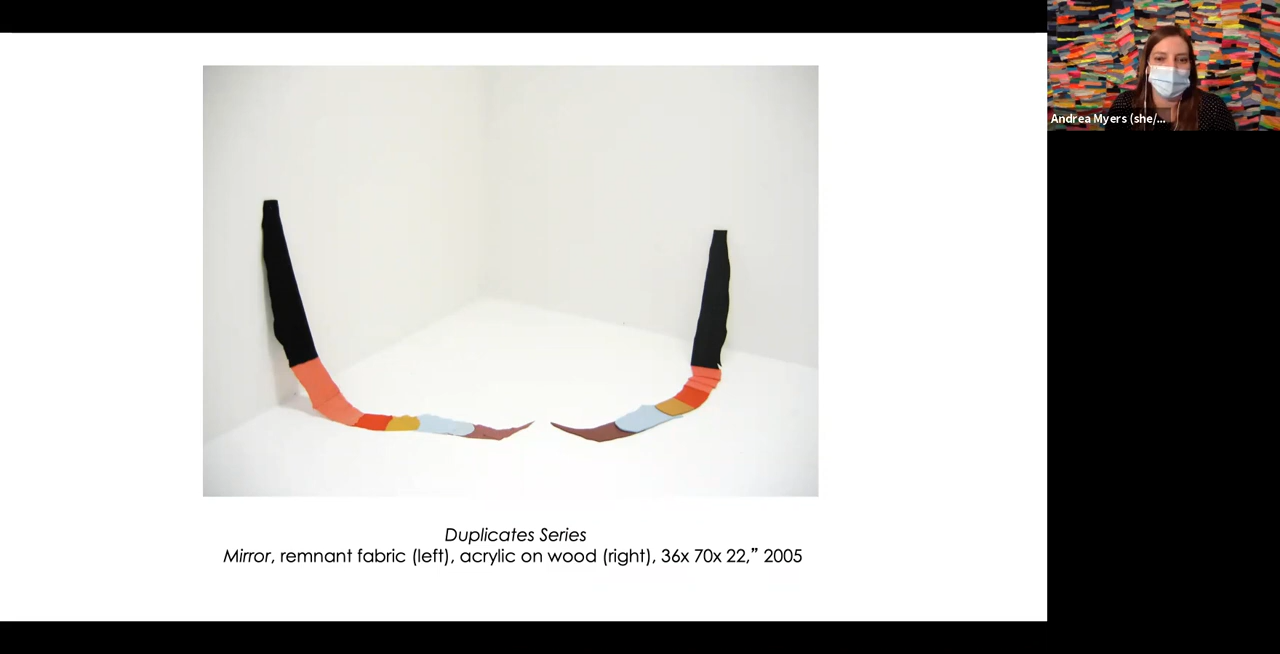 Andrea Myers (she/...
Duplicates Series
Mirror, remnant fabric (left), acrylic on wood (right), 36x 70x 22,” 2005